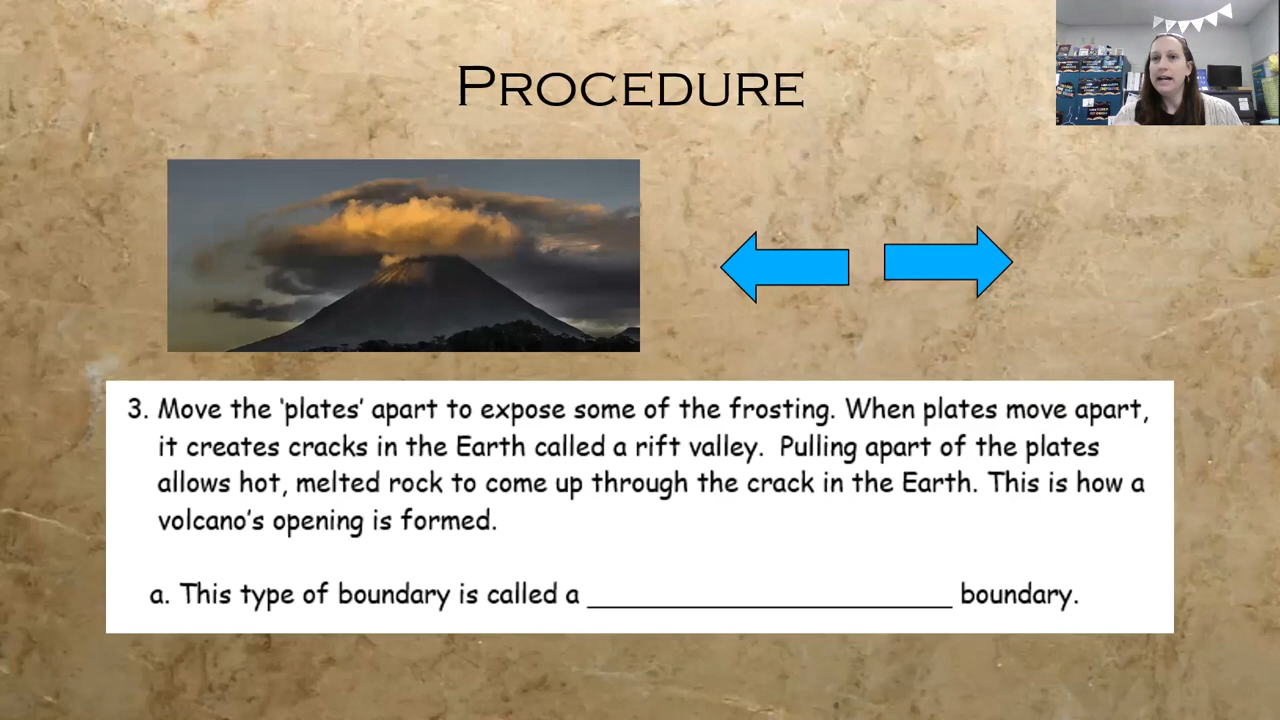 PROCEDURE
3. Move the ‘plates’ apart to expose some of the frosting. When plates move apart,
it creates cracks in the Earth called a rift valley. Pulling apart of the plates
allows hot, melted rock to come up through the crack in the Earth. This is how a
volcano’s opening is formed.
a. This type of boundary is called a __________________________ boundary.